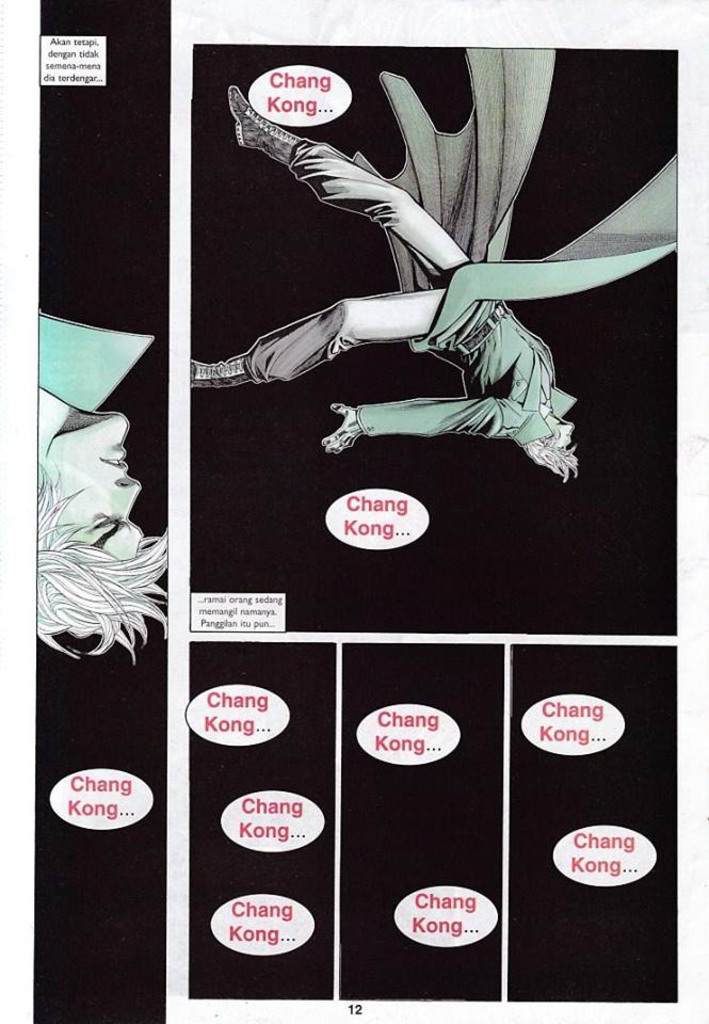 Akan tetapi,
dengan tidak
semena-mena
dia terdengar...
Chang
Kong...
Chang
Kong...
Chang
Kong...
...ramai orang sedang
memangil namanya.
Panggilan itu pun...
Chang
Kong...
Chang
Kong...
Chang
Kong...
Chang
Kong...
Chang
Kong...
Chang
Kong...
Chang
Kong...
12